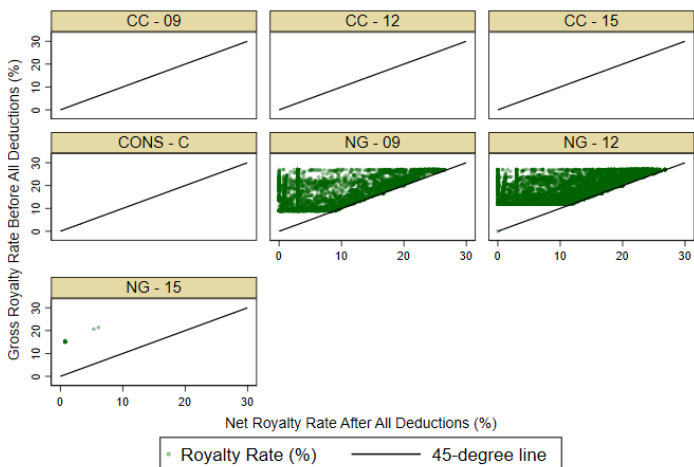 CC - 09
CC - 12
CC - 15
30
20
10
0
CONS - C
NG - 09
NG - 12
30
20
10
0
0 10 20 30
0 10 20 30
NG - 15
30
20
10
0
0 10 20 30
Gross Royalty Rate Before All Deductions (%)
Net Royalty Rate After All Deductions (%)
Royalty Rate (%)
45-degree line